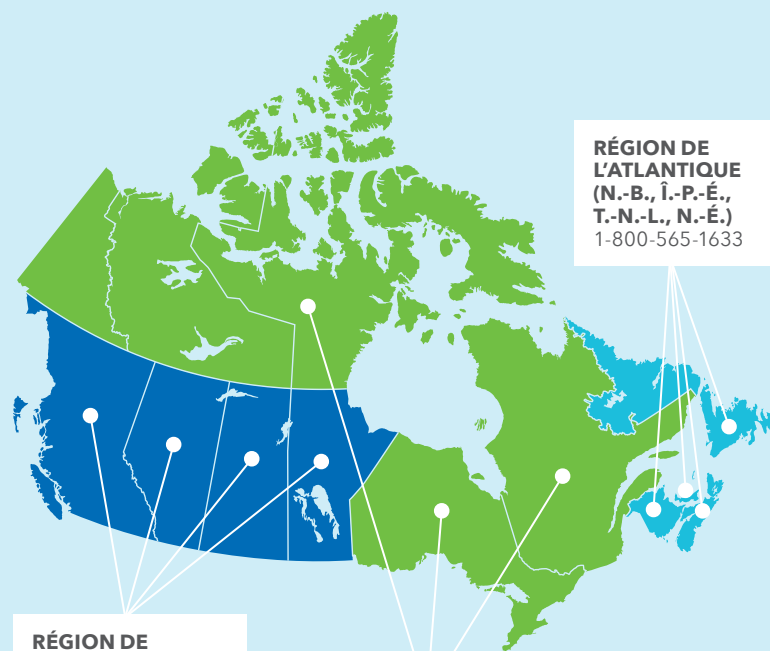 RÉGION DE
L’ATLANTIQUE
(N.-B., Î.-P.-É.,
T.-N.-L., N.-É.)
1-800-565-1633
RÉGION DE